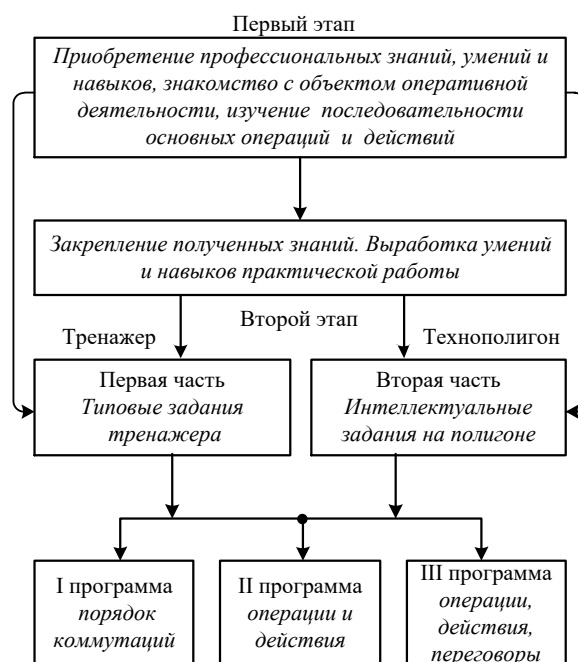 Первый этап
Приобретение профессиональных знаний, умений и
навыков, знакомство с объектом оперативной
деятельности, изучение последовательности
основных операций и действий
Закрепление полученных знаний. Выработка умений
и навыков практической работы
Второй этап
Тренажер
Технополигон
Первая часть
Типовые задания
тренажера
Вторая часть
Интеллектуальные
задания на полигоне
I программа
порядок
коммутаций
II программа
операции и
действия
III программа
операции,
действия,
переговоры